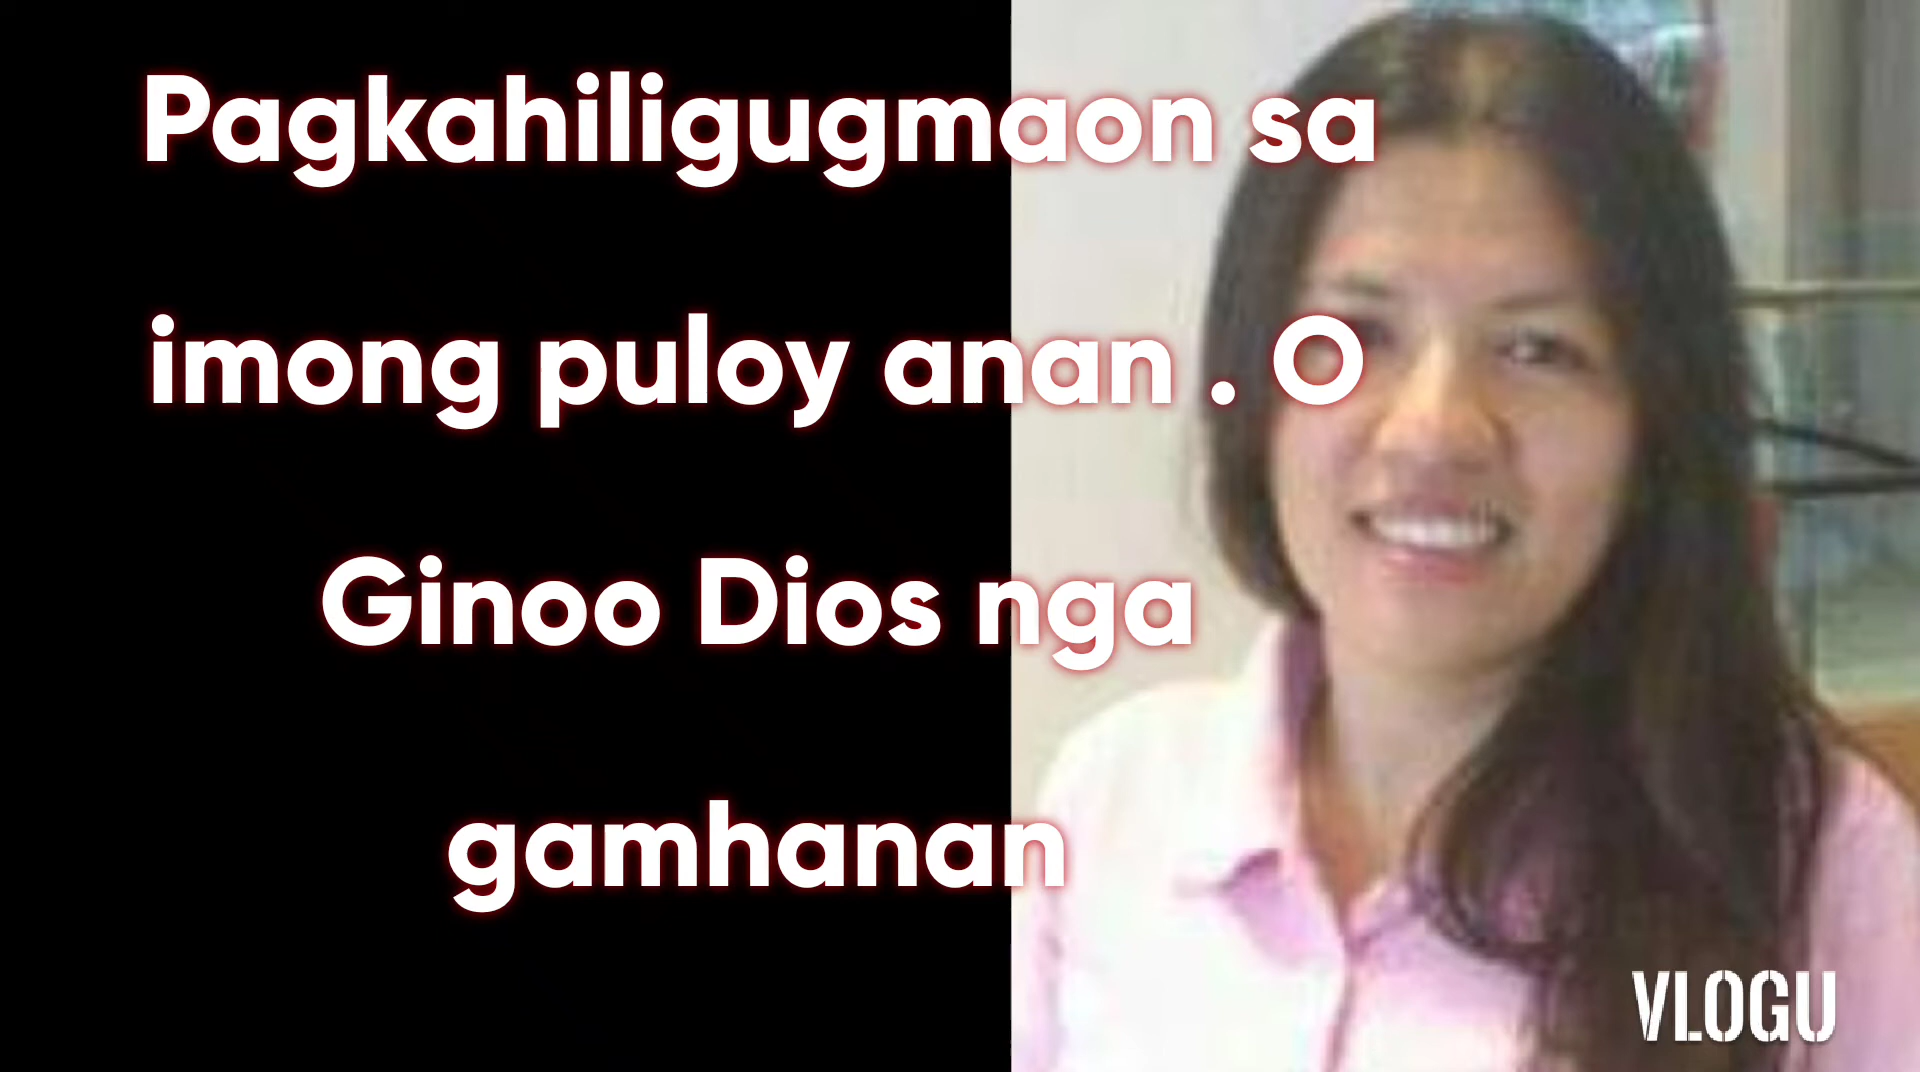 Pagkahiligugmaon sa
imong puloy anan . O
Ginoo Dios nga
gamhanan
VLOGU